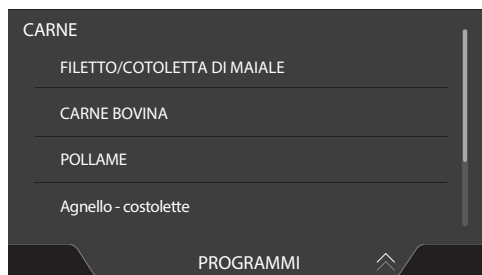 CARNE
FILETTO/COTOLETTA DI MAIALE
CARNE BOVINA
POLLAME
Agnello - costolette
PROGRAMMI